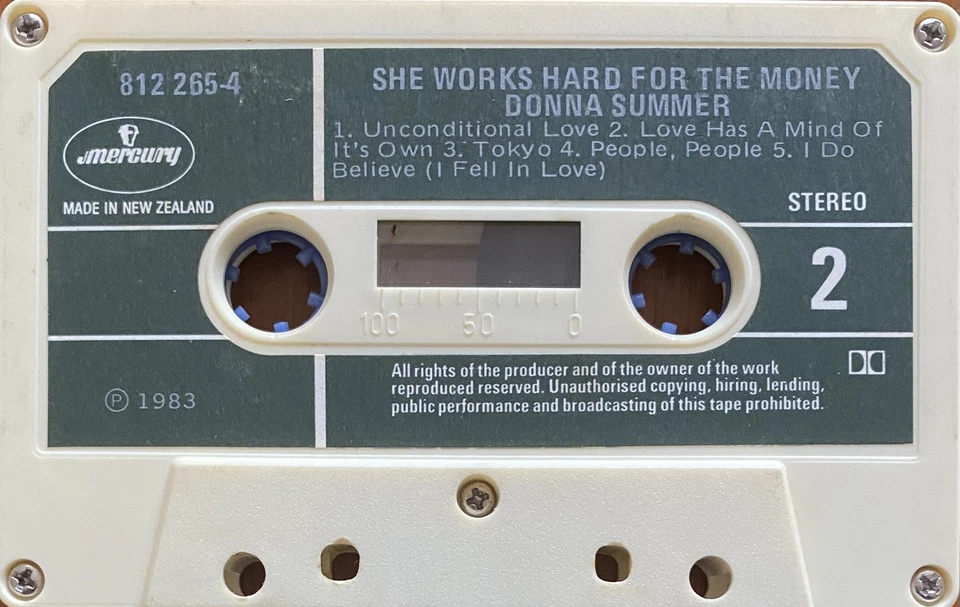 812 265-4
mercury
MADE IN NEW ZEALAND
SHE WORKS HARD FOR THE MONEY
DONNA SUMMER
1. Unconditional Love 2. Love Has A Mind Of
It's Own 3. Tokyo 4. People, People 5. I Do
Believe (I Fell In Love)
STEREO
2
100 50 0
All rights of the producer and of the owner of the work
reproduced reserved. Unauthorised copying, hiring, lending,
public performance and broadcasting of this tape prohibited.
℗ 1983